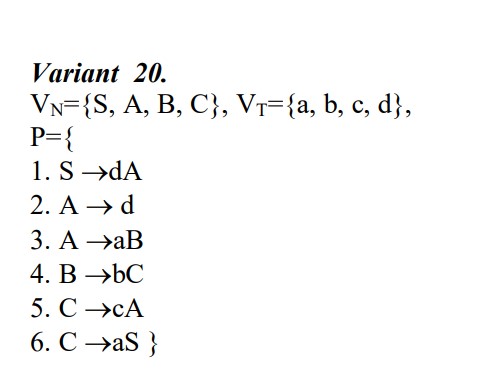 Variant 20.
VN={S, A, B, C}, VT={a, b, c, d},
P={
1. S →dA
2. A → d
3. A →aB
4. B →bC
5. C →cA
6. C →aS }